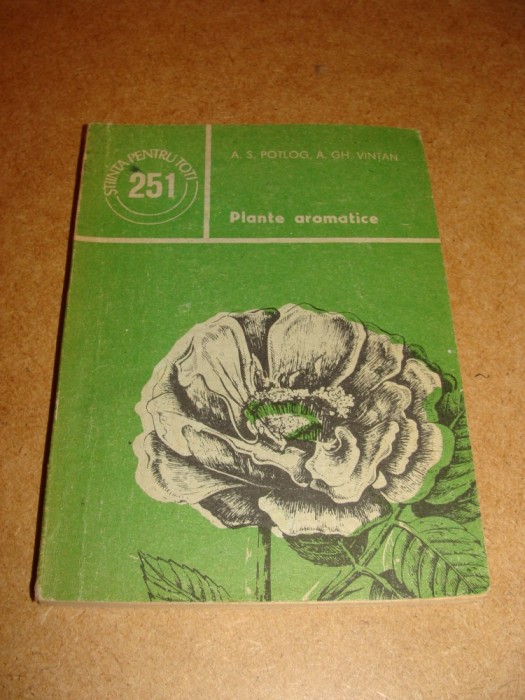 ȘTIINȚA PENTRU TOȚI
251
A. S. POTLOG, A. GH. VINȚAN
Plante aromatice